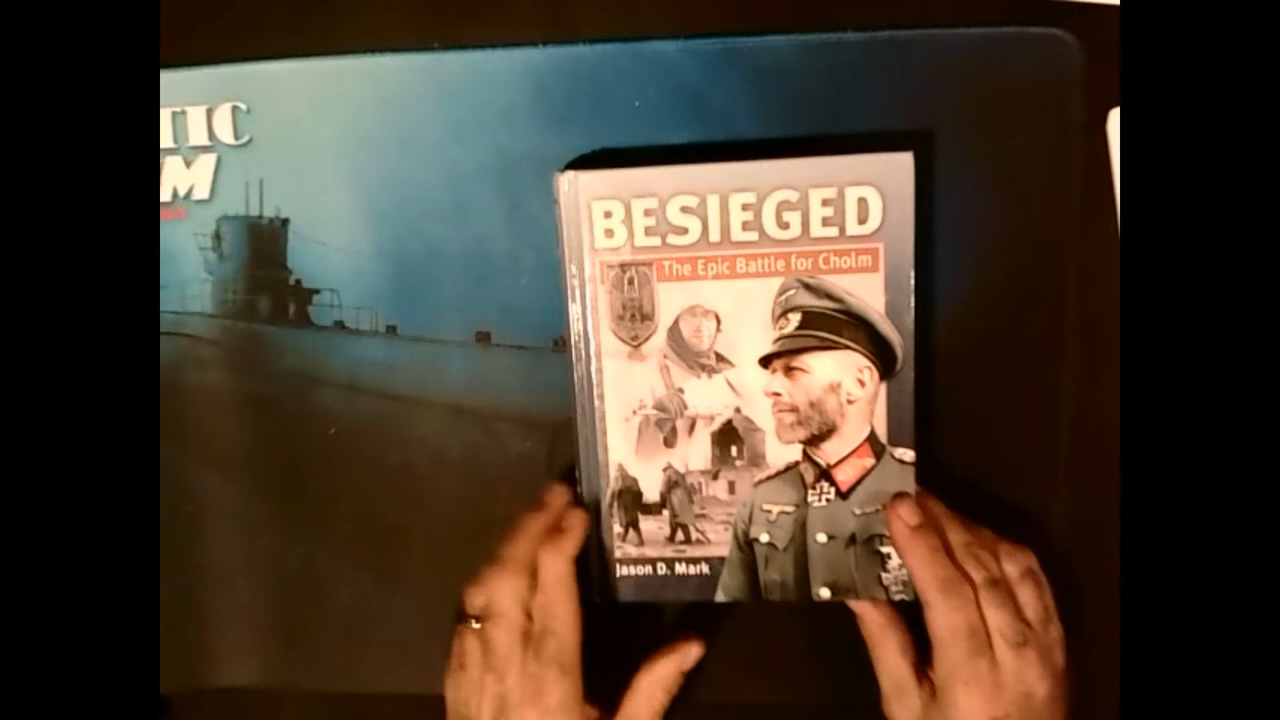 TIC
M
BESIEGED
The Epic Battle for Cholm
Jason D. Mark